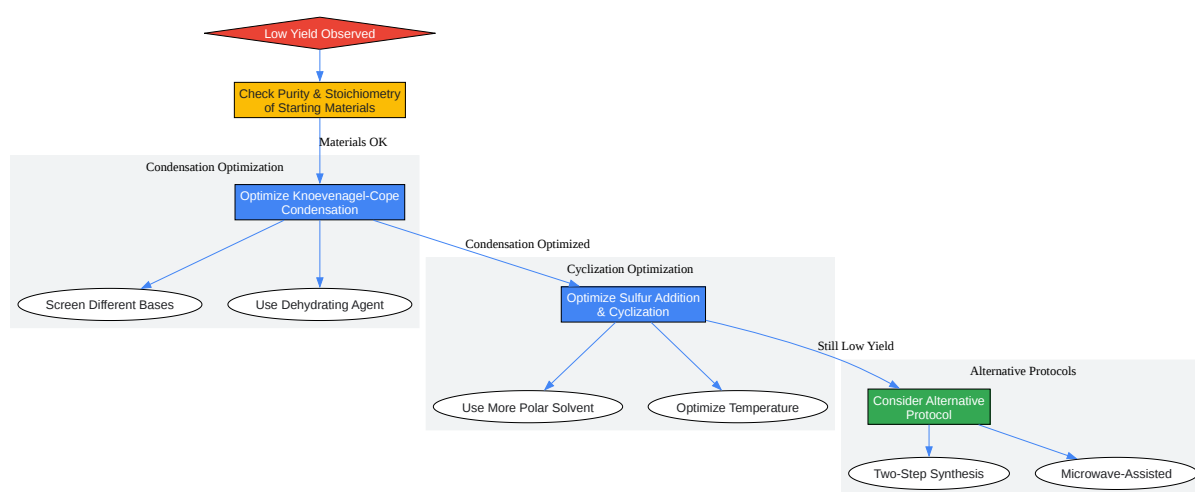 Low Yield Observed
Check Purity & Stoichiometry
of Starting Materials
Materials OK
Condensation Optimization
Optimize Knoevenagel-Cope
Condensation
Condensation Optimized
Screen Different Bases
Use Dehydrating Agent
Cyclization Optimization
Optimize Sulfur Addition
& Cyclization
Still Low Yield
Use More Polar Solvent
Optimize Temperature
Alternative Protocols
Consider Alternative
Protocol
Two-Step Synthesis
Microwave-Assisted